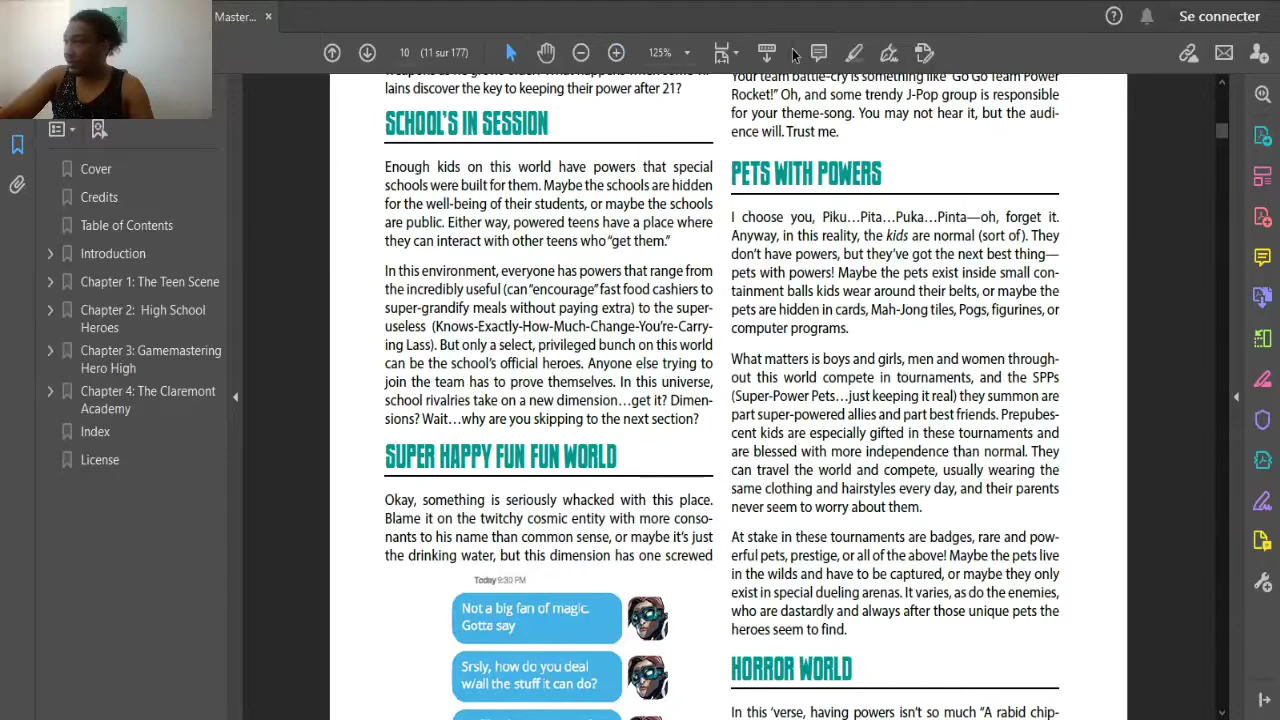 Master...
Se connecter
10 (11 sur 177)
125%
Cover
Credits
Table of Contents
Introduction
Chapter 1: The Teen Scene
Chapter 2: High School
Heroes
Chapter 3: Gamemastering
Hero High
Chapter 4: The Claremont
Academy
Index
License
lains discover the key to keeping their power after 21?
SCHOOL'S IN SESSION
Enough kids on this world have powers that special
schools were built for them. Maybe the schools are hidden
for the well-being of their students, or maybe the schools
are public. Either way, powered teens have a place where
they can interact with other teens who “get them.”
In this environment, everyone has powers that range from
the incredibly useful (can “encourage” fast food cashiers to
super-grandify meals without paying extra) to the super-
useless (Knows-Exactly-How-Much-Change-You're-Carry-
ing Lass). But only a select, privileged bunch on this world
can be the school's official heroes. Anyone else trying to
join the team has to prove themselves. In this universe,
school rivalries take on a new dimension…get it? Dimen-
sions? Wait…why are you skipping to the next section?
SUPER HAPPY FUN FUN WORLD
Okay, something is seriously whacked with this place.
Blame it on the twitchy cosmic entity with more conso-
nants to his name than common sense, or maybe it's just
the drinking water, but this dimension has one screwed
Today 9:30 PM
Not a big fan of magic.
Gotta say
Srsly, how do you deal
w/all the stuff it can do?
Your team battle-cry is something like “Go Go Team Power
Rocket!” Oh, and some trendy J-Pop group is responsible
for your theme-song. You may not hear it, but the audi-
ence will. Trust me.
PETS WITH POWERS
I choose you, Piku…Pita…Puka…Pinta—oh, forget it.
Anyway, in this reality, the kids are normal (sort of). They
don't have powers, but they've got the next best thing—
pets with powers! Maybe the pets exist inside small con-
tainment balls kids wear around their belts, or maybe the
pets are hidden in cards, Mah-Jong tiles, Pogs, figurines, or
computer programs.
What matters is boys and girls, men and women through-
out this world compete in tournaments, and the SPPs
(Super-Power Pets…just keeping it real) they summon are
part super-powered allies and part best friends. Prepubes-
cent kids are especially gifted in these tournaments and
are blessed with more independence than normal. They
can travel the world and compete, usually wearing the
same clothing and hairstyles every day, and their parents
never seem to worry about them.
At stake in these tournaments are badges, rare and pow-
erful pets, prestige, or all of the above! Maybe the pets live
in the wilds and have to be captured, or maybe they only
exist in special dueling arenas. It varies, as do the enemies,
who are dastardly and always after those unique pets the
heroes seem to find.
HORROR WORLD
In this ‘verse, having powers isn't so much “A rabid chip-